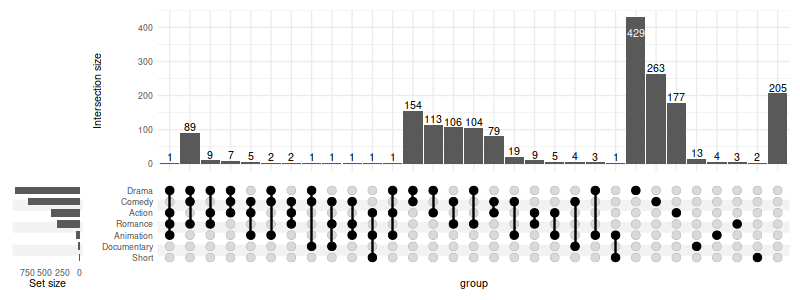 Intersection size
400
300
200
100
0
1 89 9 7 5 2 2 1 1 1 1 1 154 113 106 104 79 19 9 5 4 3 1 429 263 177 13 4 3 2 205
Drama
Comedy
Action
Romance
Animation
Documentary
Short
750 500 250 0
Set size
group